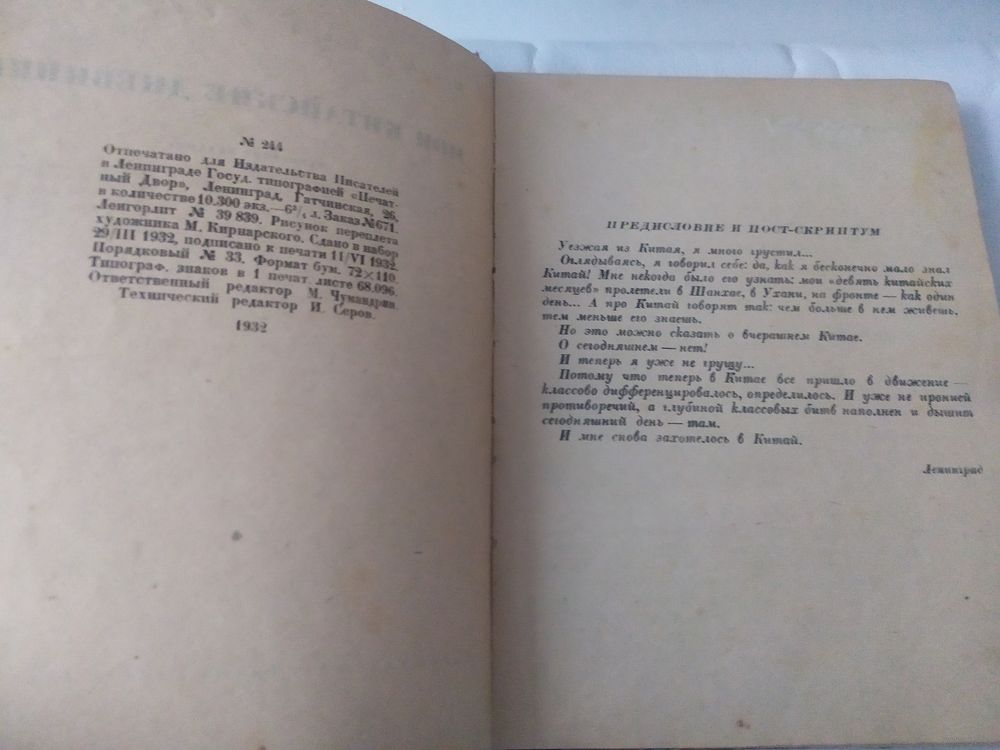 № 244
Отпечатано для Издательства Писателей
в Ленинграде Госуд. типографией «Печат-
ный Двор», Ленинград, Гатчинская, 26,
в количестве 10.300 экз.—6³/₄ л. Заказ № 671.
Ленгорлит № 39 839. Рисунок переплета
художника М. Кирнарского. Сдано в набор
29/III 1932, подписано к печати 11/VI 1932.
Порядковый № 33. Формат бум. 72×110.
Типограф. знаков в 1 печат. листе 68.096.
Ответственный редактор М. Чумандрин.
Технический редактор И. Серов.
1932
ПРЕДИСЛОВИЕ И ПОСТ-СКРИПТУМ
Уезжая из Китая, я много грустил...
Оглядываясь, я говорил себе: да, как я бесконечно мало знал
Китай! Мне некогда было его узнать: мои „девять китайских
месяцев“ пролетели в Шанхае, в Ухани, на фронте — как один
день... А про Китай говорят так: чем больше в нем живешь,
тем меньше его знаешь.
Но это можно сказать о вчерашнем Китае.
О сегодняшнем — нет!
И теперь я уже не грущу...
Потому что теперь в Китае все пришло в движение —
классово дифференцировалось, определилось. И уже не иронией
противоречий, а глубиной классовых битв наполнен и дышит
сегодняшний день — там.
И мне снова захотелось в Китай.
Ленинград